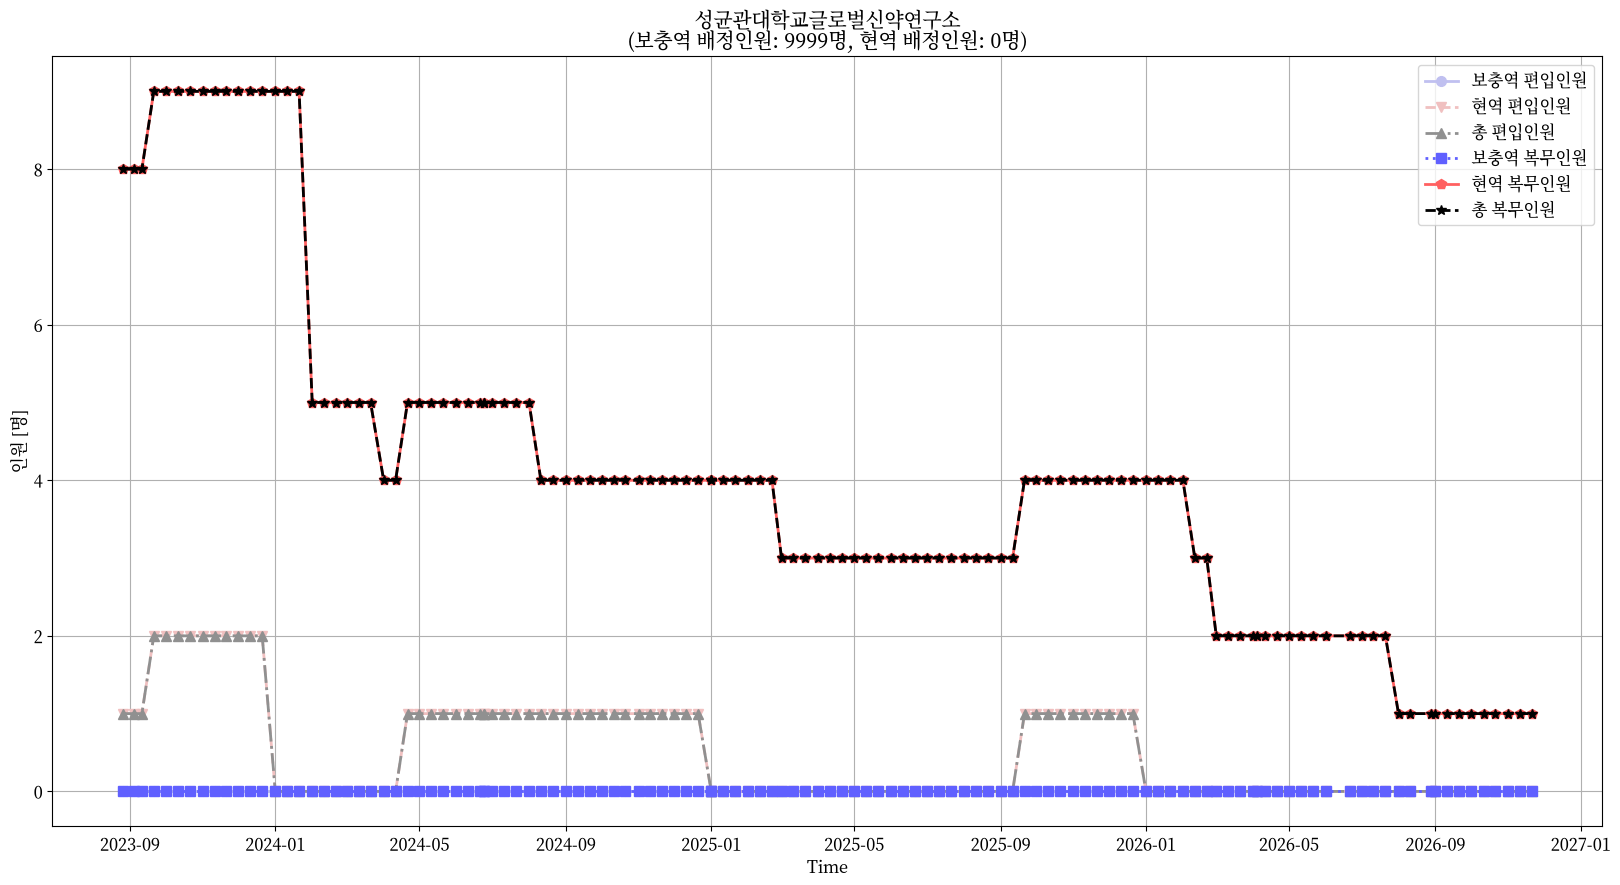 성균관대학교글로벌신약연구소
(보충역 배정인원: 9999명, 현역 배정인원: 0명)
보충역 편입인원
현역 편입인원
총 편입인원
보충역 복무인원
현역 복무인원
총 복무인원
인원 [명]
8
6
4
2
0
2023-09
2024-01
2024-05
2024-09
2025-01
2025-05
2025-09
2026-01
2026-05
2026-09
2027-01
Time